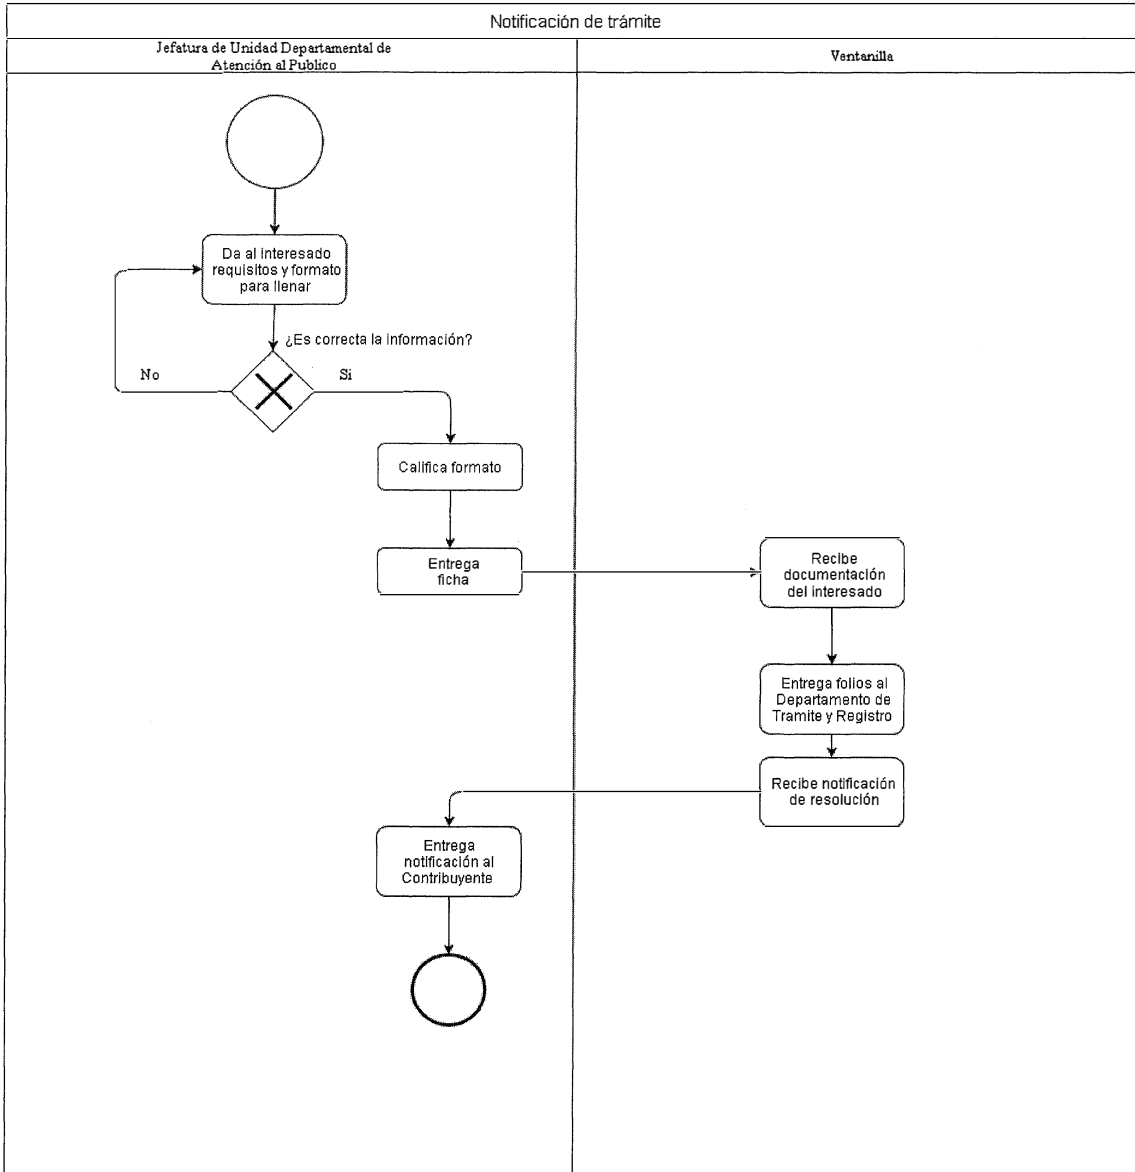 Notificación de trámite
Jefatura de Unidad Departamental de
Atención al Publico
Ventanilla
Da al interesado
requisitos y formato
para llenar
¿Es correcta la información?
No
Si
Califica formato
Entrega
ficha
Recibe
documentación
del interesado
Entrega folios al
Departamento de
Tramite y Registro
Recibe notificación
de resolución
Entrega
notificación al
Contribuyente